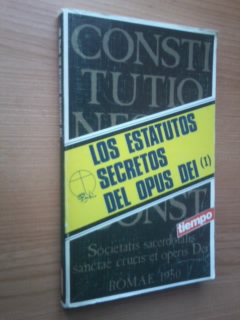 CONSTI
TUTIO
LOS ESTATUTOS
SECRETOS
DEL OPUS DEI (1)
CONST
tiempo
Societatis sacerdotalis
sanctae crucis et operis Dei
ROMAE 1950